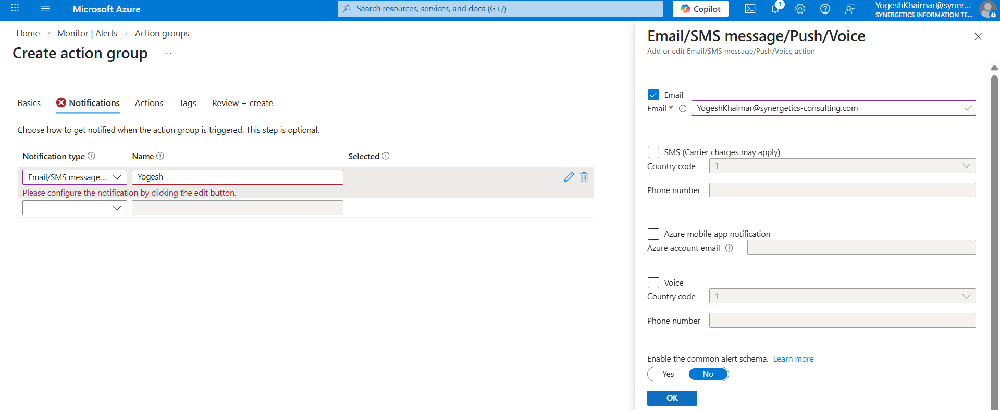 Microsoft Azure
Search resources, services, and docs (G+/)
Copilot
1
YogeshKhairnar@syner...
SYNERGETICS INFORMATION TE...
Home > Monitor | Alerts > Action groups
Create action group ...
Basics
Notifications
Actions
Tags
Review + create
Choose how to get notified when the action group is triggered. This step is optional.
Notification type
Name
Selected
Email/SMS message...
Yogesh
Please configure the notification by clicking the edit button.
Email/SMS message/Push/Voice
Add or edit Email/SMS message/Push/Voice action
Email
Email *
YogeshKhairnar@synergetics-consulting.com
SMS (Carrier charges may apply)
Country code
1
Phone number
Azure mobile app notification
Azure account email
Voice
Country code
1
Phone number
Enable the common alert schema. Learn more
Yes
No
OK